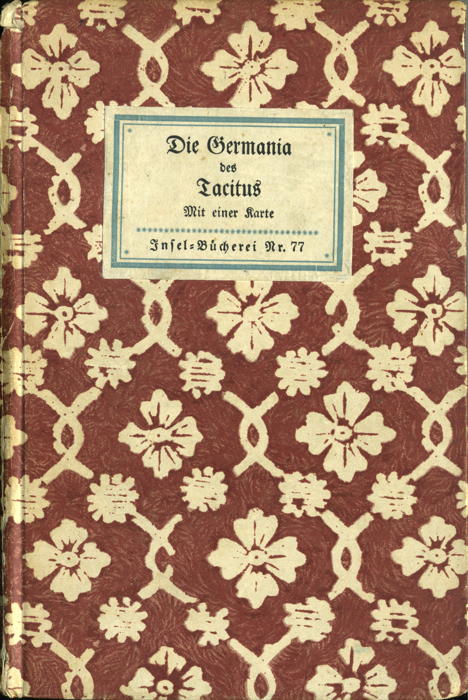 Die Germania
des
Tacitus
Mit einer Karte
Insel-Bücherei Nr. 77